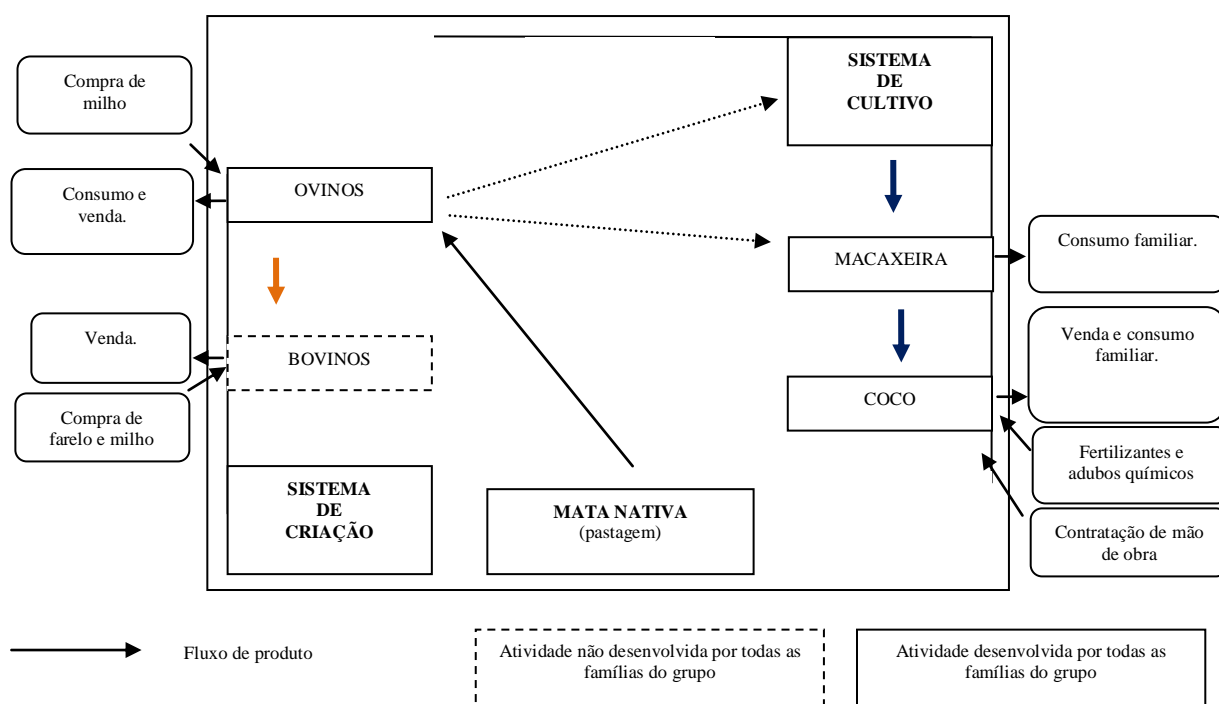 Compra de
milho
Consumo e
venda.
OVINOS
Venda.
BOVINOS
Compra de
farelo e milho
SISTEMA
DE
CRIAÇÃO
MATA NATIVA
(pastagem)
SISTEMA
DE
CULTIVO
MACAXEIRA
Consumo familiar.
Venda e consumo
familiar.
COCO
Fertilizantes e
adubos químicos
Contratação de mão
de obra
Fluxo de produto
Atividade não desenvolvida por todas as
famílias do grupo
Atividade desenvolvida por todas as
famílias do grupo